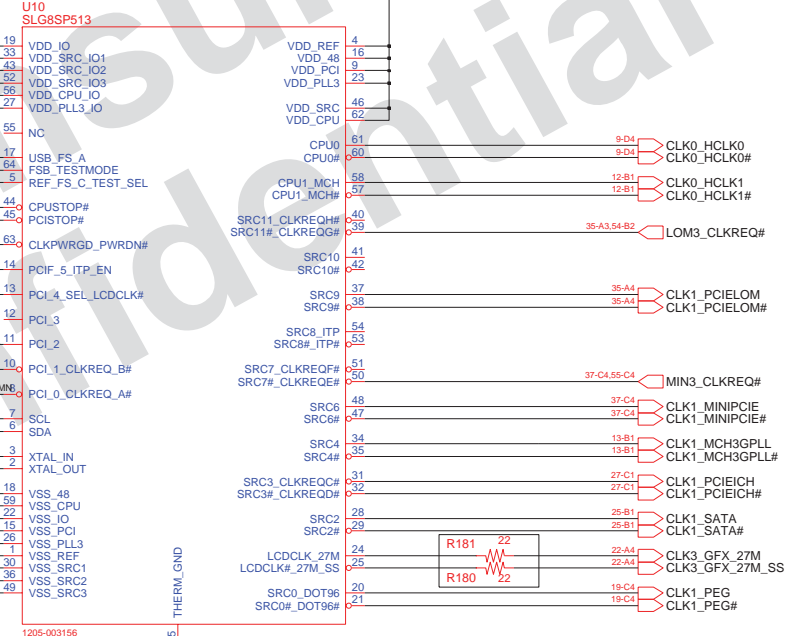 U10
SLG8SP513
19 VDD_IO VDD_REF 4
33 VDD_SRC_IO1 VDD_48 16
43 VDD_SRC_IO2 VDD_PCI 9
52 VDD_SRC_IO3 VDD_PLL3 23
56 VDD_CPU_IO
27 VDD_PLL3_IO VDD_SRC 46
VDD_CPU 62
55 NC
CPU0 61 9-D4 CLK0_HCLK0
17 USB_FS_A CPU0# 60 9-D4 CLK0_HCLK0#
64 FSB_TESTMODE
5 REF_FS_C_TEST_SEL CPU1_MCH 58 12-B1 CLK0_HCLK1
CPU1_MCH# 57 12-B1 CLK0_HCLK1#
44 CPUSTOP#
45 PCISTOP# SRC11_CLKREQH# 40
SRC11#_CLKREQG# 39 35-A3,54-B2 LOM3_CLKREQ#
63 CLKPWRGD_PWRDN#
SRC10 41
14 PCIF_5_ITP_EN SRC10# 42
13 PCI_4_SEL_LCDCLK# SRC9 37 35-A4 CLK1_PCIELOM
SRC9# 38 35-A4 CLK1_PCIELOM#
12 PCI_3
SRC8_ITP 54
11 PCI_2 SRC8#_ITP# 53
10 PCI_1_CLKREQ_B# SRC7_CLKREQF# 51
SRC7#_CLKREQE# 50 37-C4,55-C4 MIN3_CLKREQ#
8 PCI_0_CLKREQ_A#
SRC6 48 37-C4 CLK1_MINIPCIE
7 SCL SRC6# 47 37-C4 CLK1_MINIPCIE#
6 SDA
SRC4 34 13-B1 CLK1_MCH3GPLL
3 XTAL_IN SRC4# 35 13-B1 CLK1_MCH3GPLL#
2 XTAL_OUT
SRC3_CLKREQC# 31 27-C1 CLK1_PCIEICH
18 VSS_48 SRC3#_CLKREQD# 32 27-C1 CLK1_PCIEICH#
59 VSS_CPU
22 VSS_IO SRC2 28 25-B1 CLK1_SATA
15 VSS_PCI SRC2# 29 25-B1 CLK1_SATA#
26 VSS_PLL3 R181 22
1 VSS_REF LCDCLK_27M 24 22-A4 CLK3_GFX_27M
30 VSS_SRC1 LCDCLK#_27M_SS 25 22-A4 CLK3_GFX_27M_SS
36 VSS_SRC2 R180 22
49 VSS_SRC3 SRC0_DOT96 20 19-C4 CLK1_PEG
SRC0#_DOT96# 21 19-C4 CLK1_PEG#
THERM_GND
1205-003156